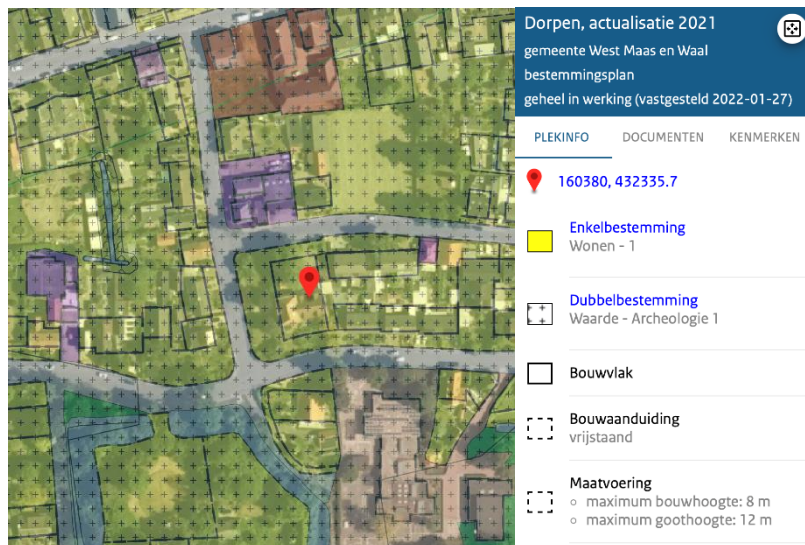 Dorpen, actualisatie 2021
gemeente West Maas en Waal
bestemmingsplan
geheel in werking (vastgesteld 2022-01-27)
PLEKINFO DOCUMENTEN KENMERKEN
160380, 432335.7
Enkelbestemming
Wonen - 1
Dubbelbestemming
Waarde - Archeologie 1
Bouwvlak
Bouwaanduiding
vrijstaand
Maatvoering
maximum bouwhoogte: 8 m
maximum goothoogte: 12 m